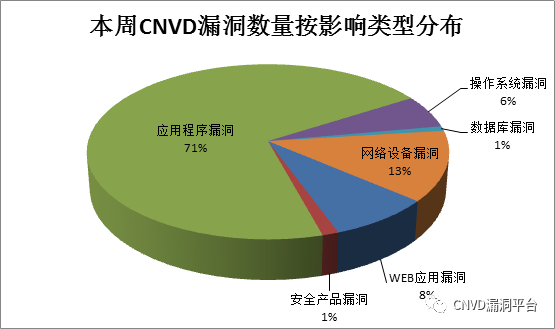 本周CNVD漏洞数量按影响类型分布
操作系统漏洞
6%
数据库漏洞
1%
应用程序漏洞
71%
网络设备漏洞
13%
WEB应用漏洞
8%
安全产品漏洞
1%
CNVD漏洞平台